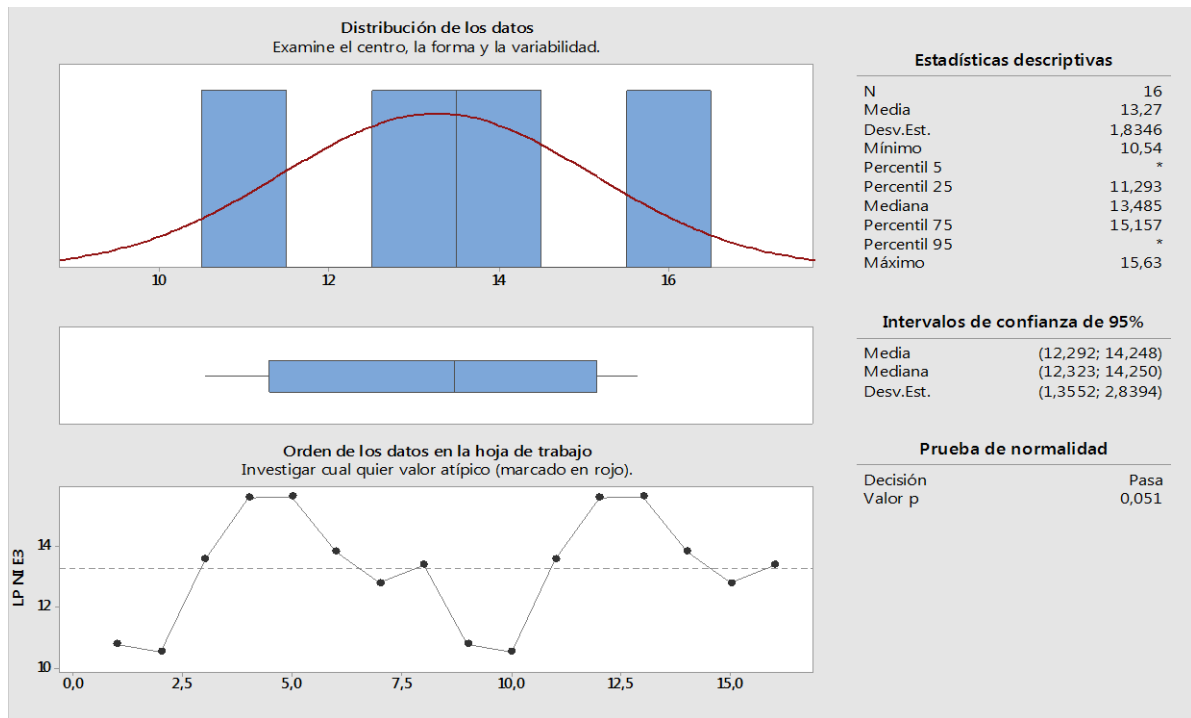 Distribución de los datos
Examine el centro, la forma y la variabilidad.
10 12 14 16
Orden de los datos en la hoja de trabajo
Investigar cual quier valor atípico (marcado en rojo).
LP NI E3
14
12
10
0,0 2,5 5,0 7,5 10,0 12,5 15,0
Estadísticas descriptivas
N 16
Media 13,27
Desv.Est. 1,8346
Mínimo 10,54
Percentil 5 *
Percentil 25 11,293
Mediana 13,485
Percentil 75 15,157
Percentil 95 *
Máximo 15,63
Intervalos de confianza de 95%
Media (12,292; 14,248)
Mediana (12,323; 14,250)
Desv.Est. (1,3552; 2,8394)
Prueba de normalidad
Decisión Pasa
Valor p 0,051